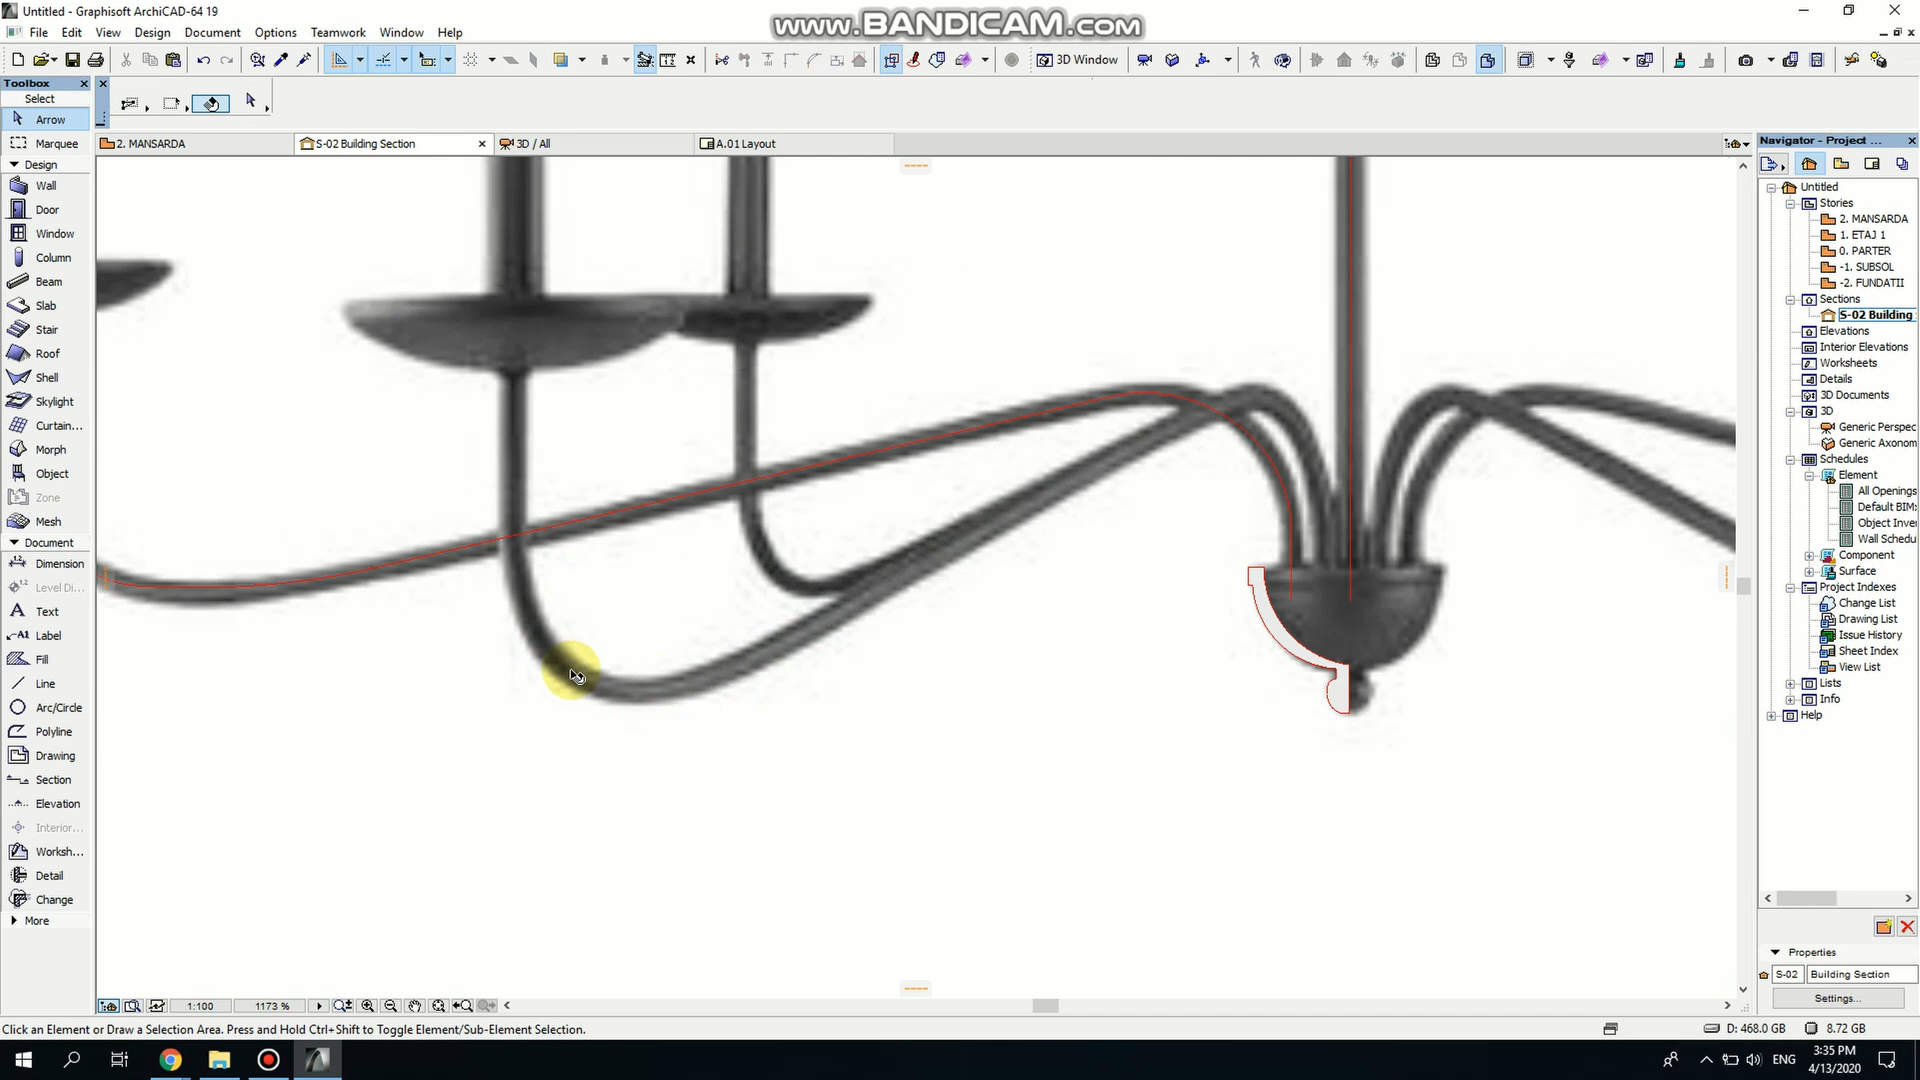 Untitled - Graphisoft ArchiCAD-64 19
www.BANDICAM.com
File Edit View Design Document Options Teamwork Window Help
3D Window
Toolbox
Select
Arrow
Marquee
Design
Wall
Door
Window
Column
Beam
Slab
Stair
Roof
Shell
Skylight
Curtain...
Morph
Object
Zone
Mesh
Document
Dimension
Level Di...
Text
Label
Fill
Line
Arc/Circle
Polyline
Drawing
Section
Elevation
Interior...
Worksh...
Detail
Change
More
2. MANSARDA
S-02 Building Section
3D / All
A.01 Layout
Navigator - Project ...
Untitled
Stories
2. MANSARDA
1. ETAJ 1
0. PARTER
-1. SUBSOL
-2. FUNDATII
Sections
S-02 Building
Elevations
Interior Elevations
Worksheets
Details
3D Documents
3D
Generic Perspec
Generic Axonom
Schedules
Element
All Openings
Default BIM
Object Inve
Wall Schedu
Component
Surface
Project Indexes
Change List
Drawing List
Issue History
Sheet Index
View List
Lists
Info
Help
Properties
S-02 Building Section
Settings...
1:100 1173 %
Click an Element or Draw a Selection Area. Press and Hold Ctrl+Shift to Toggle Element/Sub-Element Selection.
D: 468.0 GB 8.72 GB
ENG
3:35 PM
4/13/2020